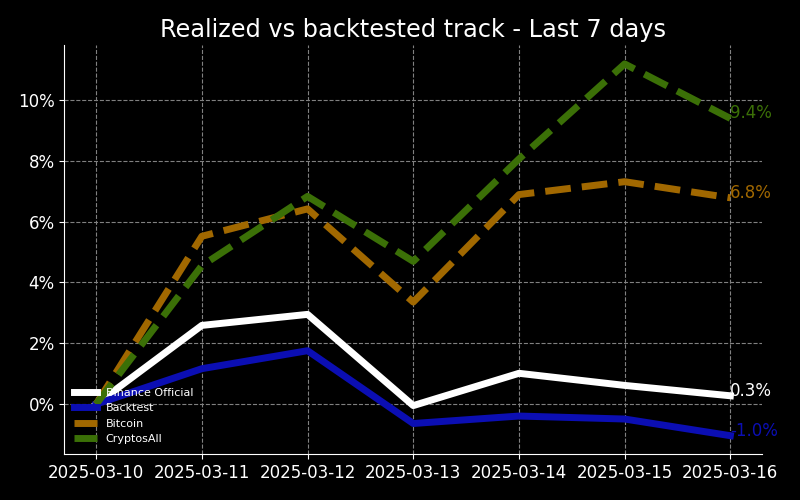 Realized vs backtested track - Last 7 days
10%
8%
6%
4%
2%
0%
9.4%
6.8%
0.3%
-1.0%
Binance Official
Backtest
Bitcoin
CryptosAll
2025-03-10 2025-03-11 2025-03-12 2025-03-13 2025-03-14 2025-03-15 2025-03-16